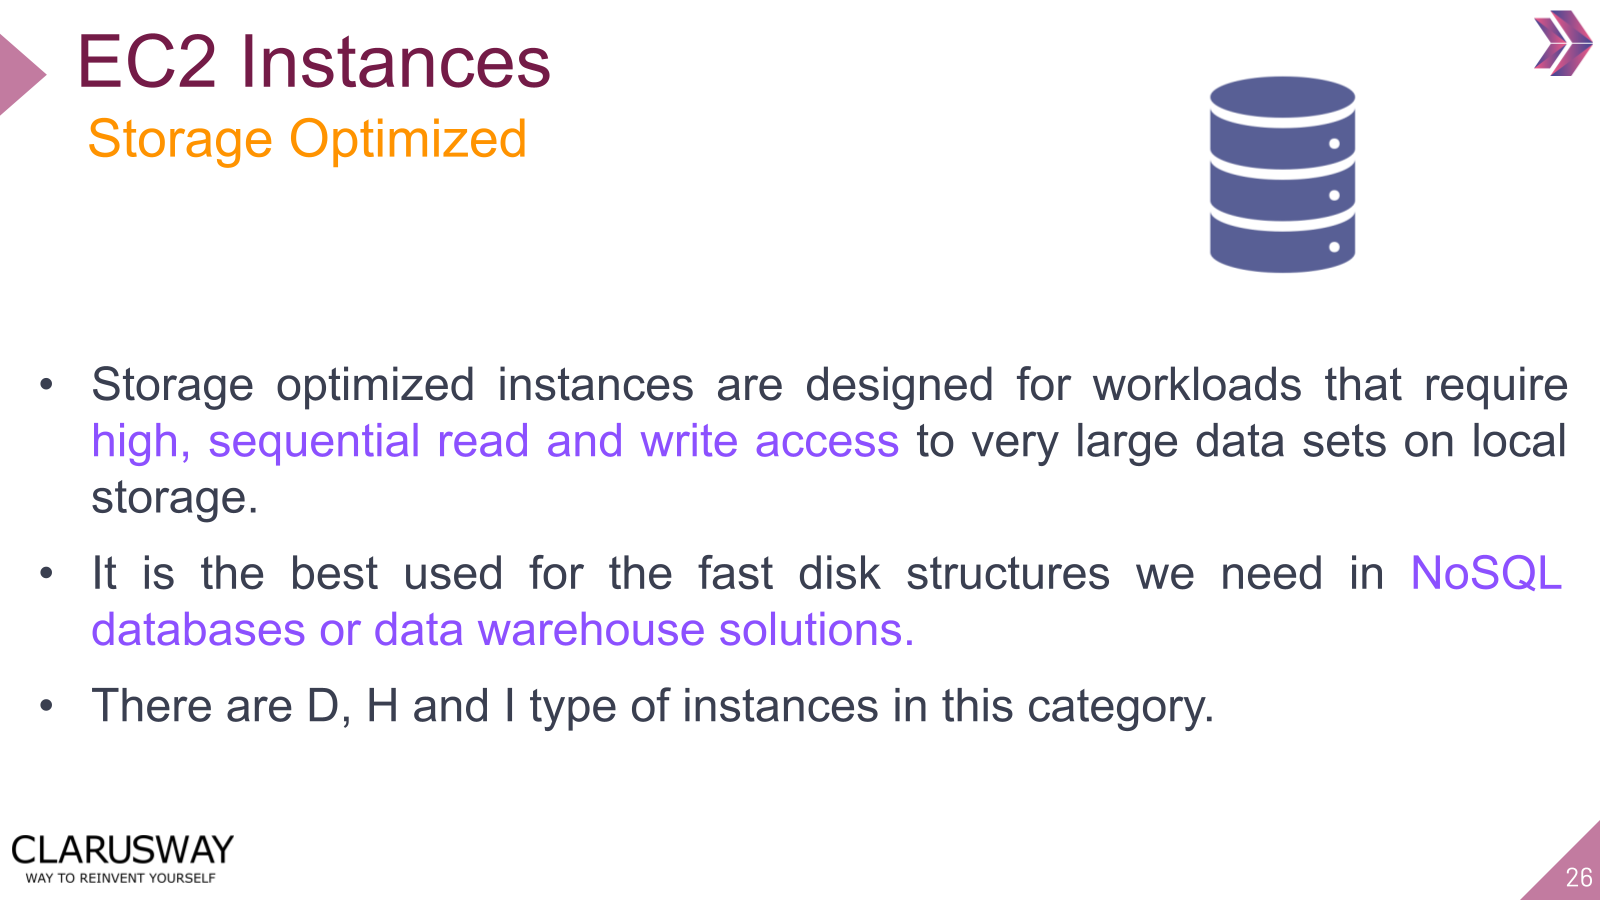 EC2 Instances
Storage Optimized
• Storage optimized instances are designed for workloads that require
high, sequential read and write access to very large data sets on local
storage.
• It is the best used for the fast disk structures we need in NoSQL
databases or data warehouse solutions.
• There are D, H and I type of instances in this category.
CLARUSWAY
WAY TO REINVENT YOURSELF
26